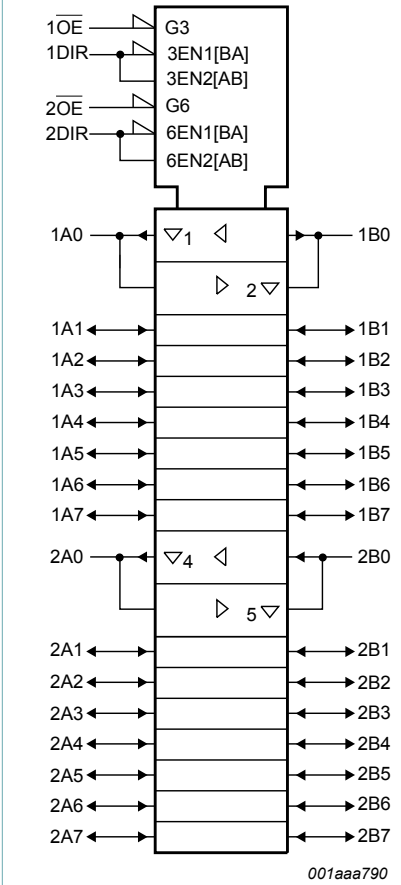 1O̅E̅ G3
1DIR 3EN1[BA]
3EN2[AB]
2O̅E̅ G6
2DIR 6EN1[BA]
6EN2[AB]
1A0 1 1B0
2
1A1 1B1
1A2 1B2
1A3 1B3
1A4 1B4
1A5 1B5
1A6 1B6
1A7 1B7
2A0 4 2B0
5
2A1 2B1
2A2 2B2
2A3 2B3
2A4 2B4
2A5 2B5
2A6 2B6
2A7 2B7
001aaa790